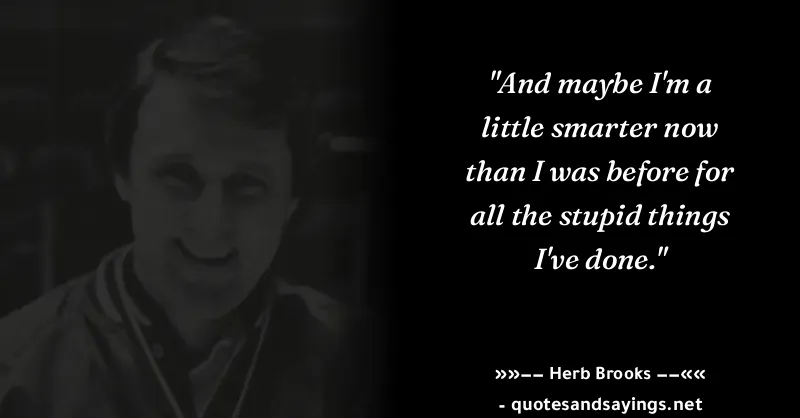 "And maybe I'm a
little smarter now
than I was before for
all the stupid things
I've done."
»»−− Herb Brooks −−««
- quotesandsayings.net